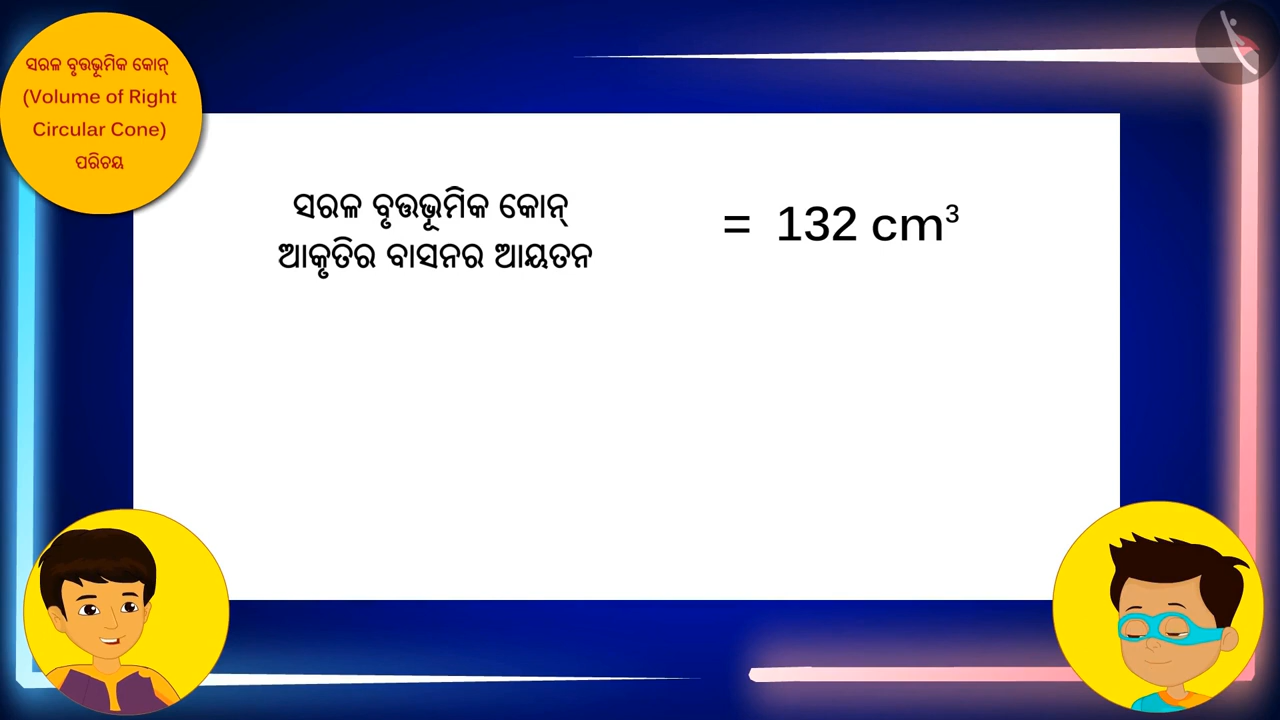 ସରଳ ବୃତ୍ତଭୂମିକ କୋନ୍
(Volume of Right
Circular Cone)
ପରିଚୟ
ସରଳ ବୃତ୍ତଭୂମିକ କୋନ୍
ଆକୃତିର ବାସନର ଆୟତନ
= 132 cm³